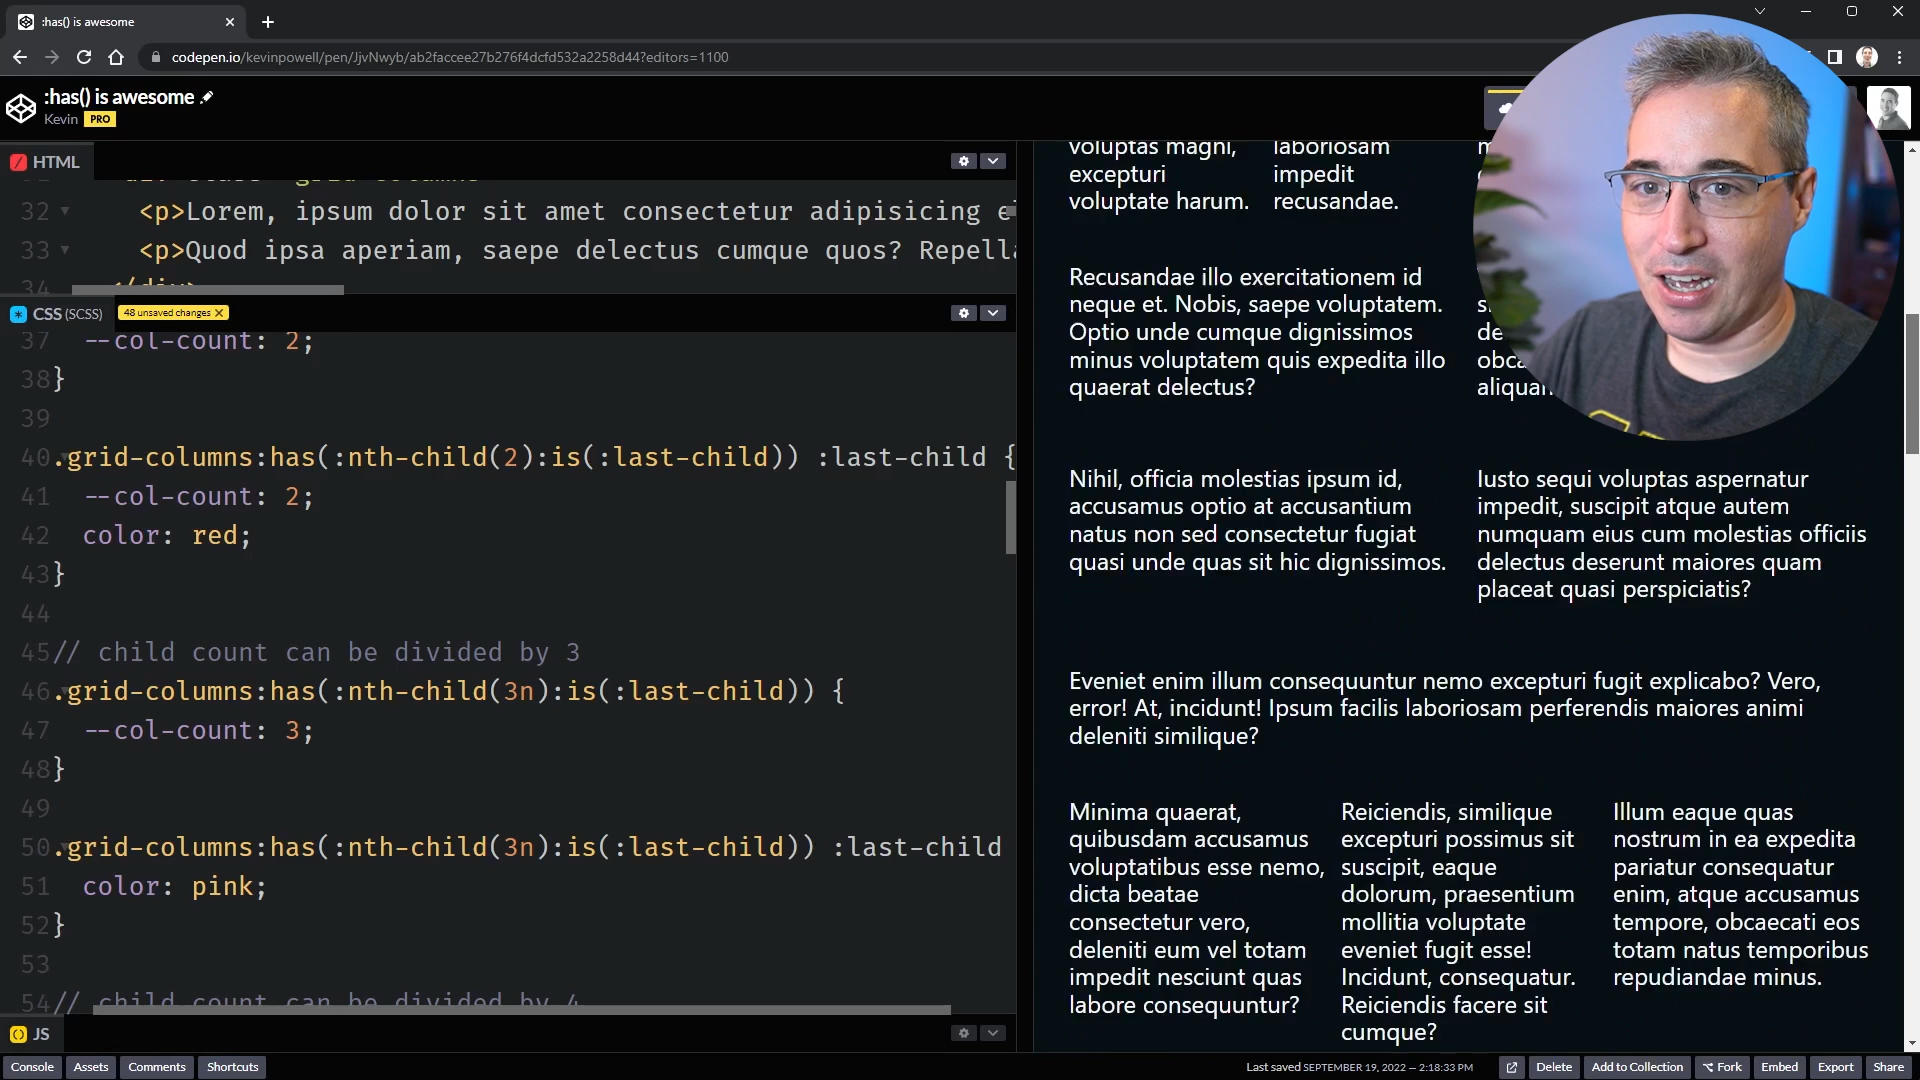 :has() is awesome
codepen.io/kevinpowell/pen/JjvNwyb/ab2faccee27b276f4dcfd532a2258d44?editors=1100
:has() is awesome
Kevin PRO
HTML
32 <p>Lorem, ipsum dolor sit amet consectetur adipisicing
33 <p>Quod ipsa aperiam, saepe delectus cumque quos?
34 </div>
CSS (SCSS) 48 unsaved changes
37 --col-count: 2;
38 }
39
40 .grid-columns:has(:nth-child(2):is(:last-child)) :last-child {
41 --col-count: 2;
42 color: red;
43 }
44
45 // child count can be divided by 3
46 .grid-columns:has(:nth-child(3n):is(:last-child)) {
47 --col-count: 3;
48 }
49
50 .grid-columns:has(:nth-child(3n):is(:last-child)) :last-child
51 color: pink;
52 }
53
54 // child count can be divided by 4
JS
voluptas magni,
excepturi
voluptate harum.
laboriosam
impedit
recusandae.
Recusandae illo exercitationem id
neque et. Nobis, saepe voluptatem.
Optio unde cumque dignissimos
minus voluptatem quis expedita illo
quaerat delectus?
Nihil, officia molestias ipsum id,
accusamus optio at accusantium
natus non sed consectetur fugiat
quasi unde quas sit hic dignissimos.
Iusto sequi voluptas aspernatur
impedit, suscipit atque autem
numquam eius cum molestias officiis
delectus deserunt maiores quam
placeat quasi perspiciatis?
Eveniet enim illum consequuntur nemo excepturi fugit explicabo? Vero,
error! At, incidunt! Ipsum facilis laboriosam perferendis maiores animi
deleniti similique?
Minima quaerat,
quibusdam accusamus
voluptatibus esse nemo,
dicta beatae
consectetur vero,
deleniti eum vel totam
impedit nesciunt quas
labore consequuntur?
Reiciendis, similique
excepturi possimus sit
suscipit, eaque
dolorum, praesentium
mollitia voluptate
eveniet fugit esse!
Incidunt, consequatur.
Reiciendis facere sit
cumque?
Illum eaque quas
nostrum in ea expedita
pariatur consequatur
enim, atque accusamus
tempore, obcaecati eos
totam natus temporibus
repudiandae minus.
Console Assets Comments Shortcuts
Last saved SEPTEMBER 19, 2022 — 2:18:33 PM
Delete Add to Collection Fork Embed Export Share